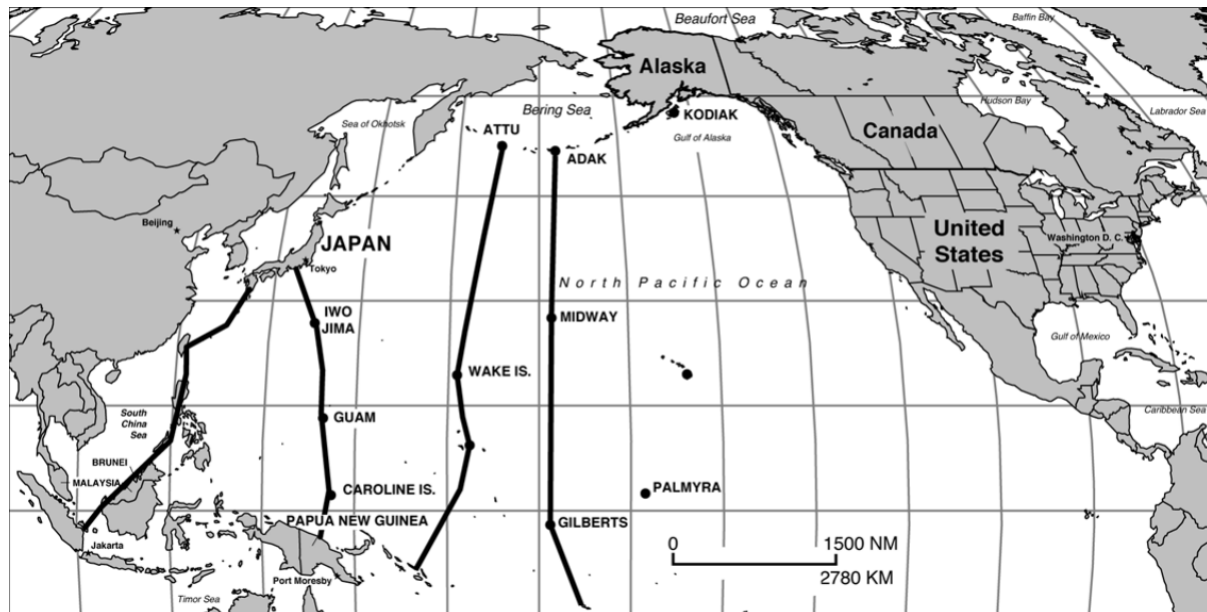 Beaufort Sea
Baffin Bay
Alaska
Bering Sea
KODIAK
Hudson Bay
Labrador Sea
Sea of Okhotsk
ATTU
Gulf of Alaska
Canada
ADAK
Beijing
JAPAN
United
States
Washington D. C.
Tokyo
North Pacific Ocean
IWO
JIMA
MIDWAY
Gulf of Mexico
WAKE IS.
South
China
Sea
GUAM
Caribbean Sea
BRUNEI
MALAYSIA
CAROLINE IS.
PALMYRA
PAPUA NEW GUINEA
GILBERTS
0 1500 NM
2780 KM
Jakarta
Port Moresby
Timor Sea